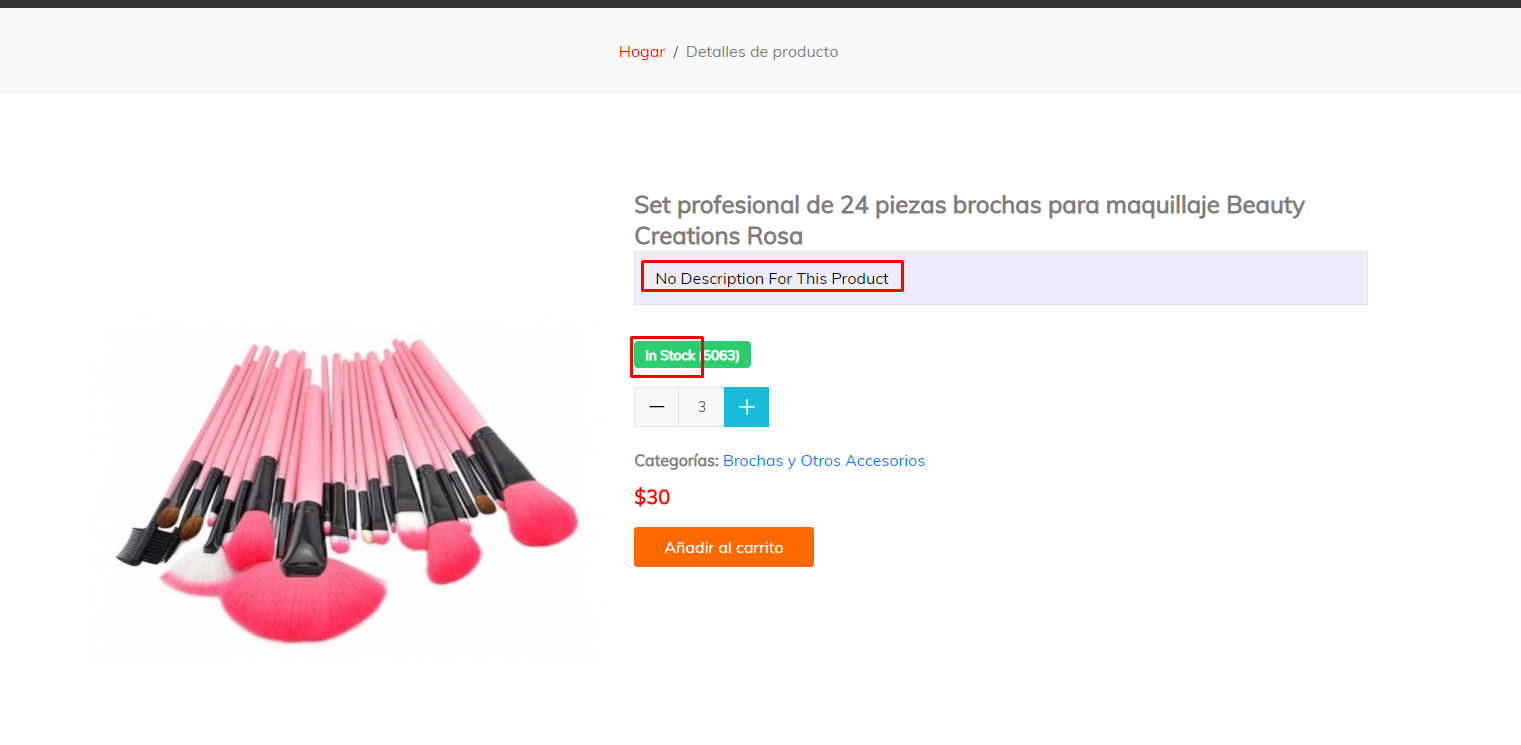 Hogar / Detalles de producto
Set profesional de 24 piezas brochas para maquillaje Beauty
Creations Rosa
No Description For This Product
In Stock (5063)
3
Categorías: Brochas y Otros Accesorios
$30
Añadir al carrito